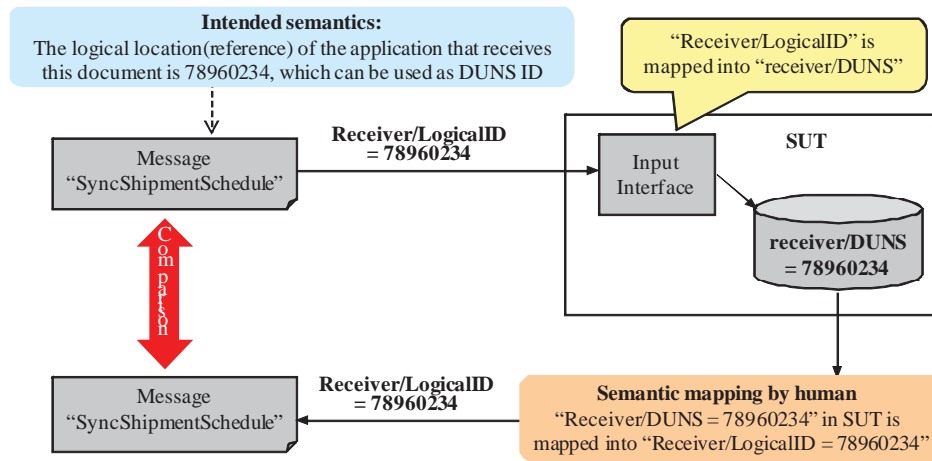 Intended semantics:
The logical location(reference) of the application that receives
this document is 78960234, which can be used as DUNS ID
“Receiver/LogicalID” is
mapped into “receiver/DUNS”
Message
“SyncShipmentSchedule”
Receiver/LogicalID
= 78960234
SUT
Input
Interface
receiver/DUNS
= 78960234
Comparison
Message
“SyncShipmentSchedule”
Receiver/LogicalID
= 78960234
Semantic mapping by human
“Receiver/DUNS = 78960234” in SUT is
mapped into “Receiver/LogicalID = 78960234”